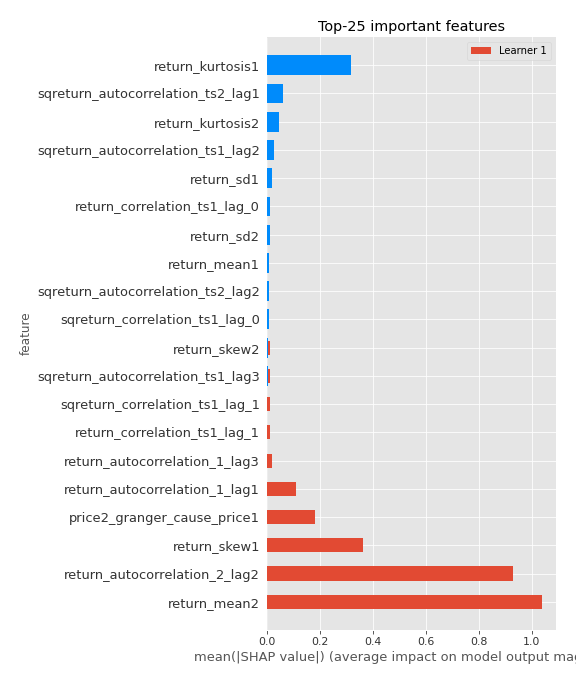 Top-25 important features
Learner 1
return_kurtosis1
sqreturn_autocorrelation_ts2_lag1
return_kurtosis2
sqreturn_autocorrelation_ts1_lag2
return_sd1
return_correlation_ts1_lag_0
return_sd2
return_mean1
sqreturn_autocorrelation_ts2_lag2
sqreturn_correlation_ts1_lag_0
return_skew2
sqreturn_autocorrelation_ts1_lag3
sqreturn_correlation_ts1_lag_1
return_correlation_ts1_lag_1
return_autocorrelation_1_lag3
return_autocorrelation_1_lag1
price2_granger_cause_price1
return_skew1
return_autocorrelation_2_lag2
return_mean2
feature
0.0 0.2 0.4 0.6 0.8 1.0
mean(|SHAP value|) (average impact on model output mag